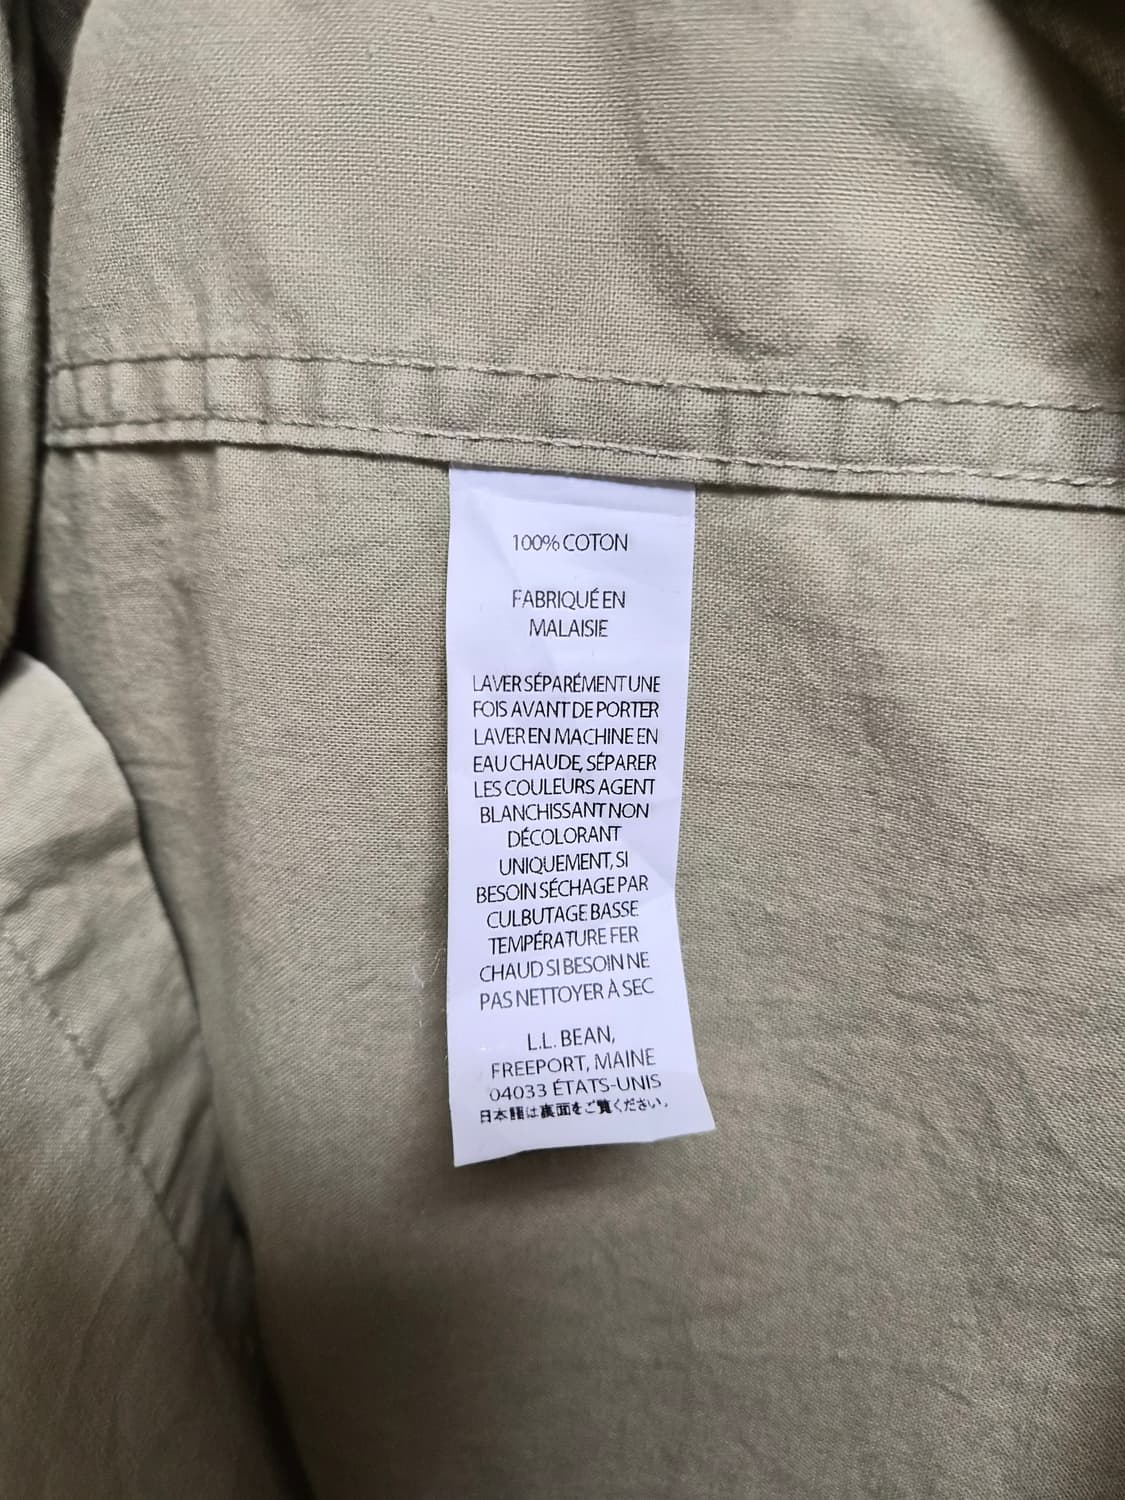 100% COTON
FABRIQUÉ EN
MALAISIE
LAVER SÉPARÉMENT UNE
FOIS AVANT DE PORTER
LAVER EN MACHINE EN
EAU CHAUDE, SÉPARER
LES COULEURS AGENT
BLANCHISSANT NON
DÉCOLORANT
UNIQUEMENT, SI
BESOIN SÉCHAGE PAR
CULBUTAGE BASSE
TEMPÉRATURE FER
CHAUD SI BESOIN NE
PAS NETTOYER À SEC
L.L. BEAN,
FREEPORT, MAINE
04033 ÉTATS-UNIS
日本語は裏面をご覧ください。